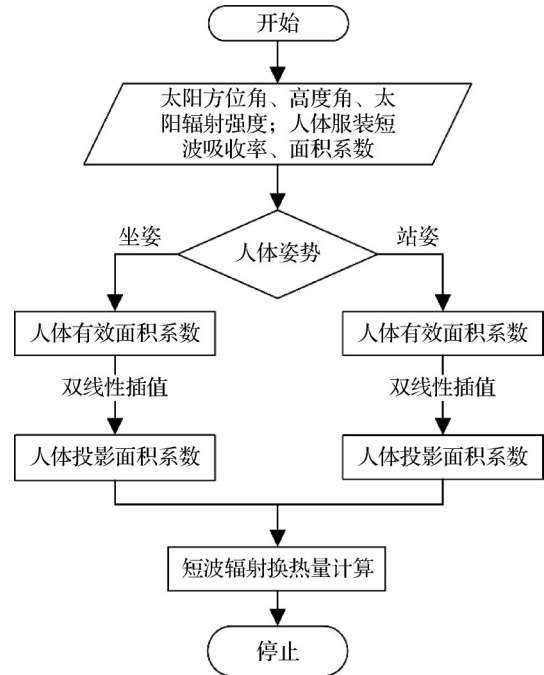 开始
太阳方位角、高度角、太
阳辐射强度；人体服装短
波吸收率、面积系数
坐姿
人体姿势
站姿
人体有效面积系数
人体有效面积系数
双线性插值
双线性插值
人体投影面积系数
人体投影面积系数
短波辐射换热量计算
停止